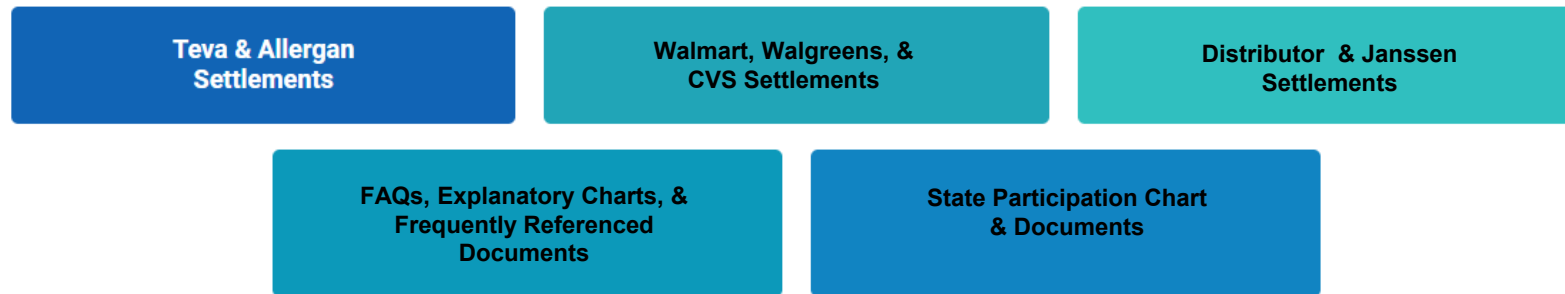 Teva & Allergan
Settlements
Walmart, Walgreens, &
CVS Settlements
Distributor & Janssen
Settlements
FAQs, Explanatory Charts, &
Frequently Referenced
Documents
State Participation Chart
& Documents